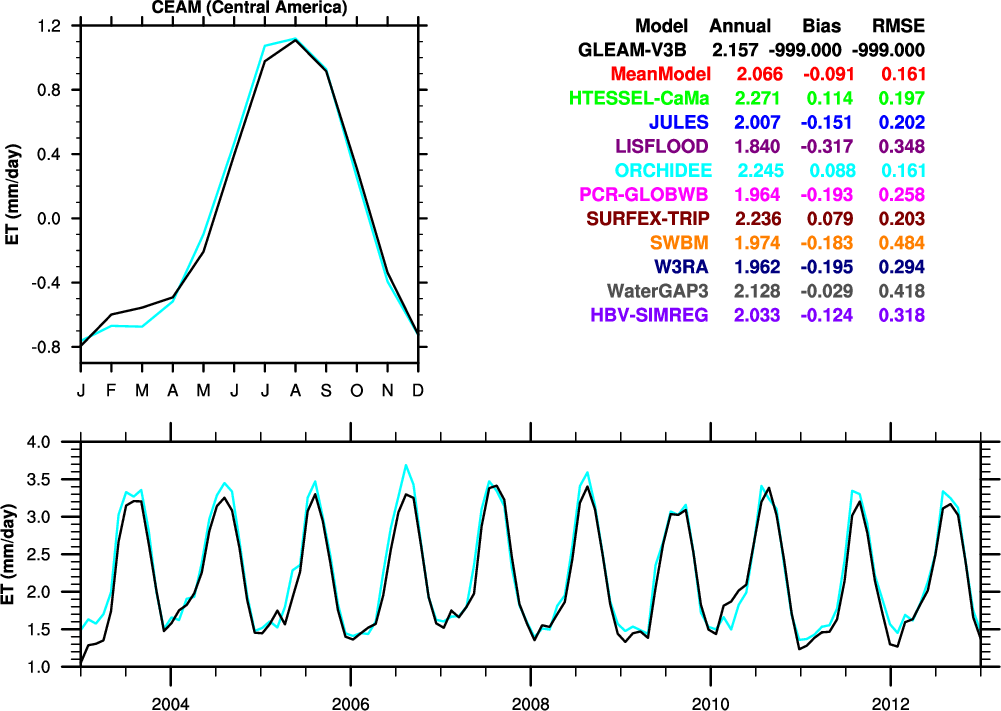 CEAM (Central America)
1.2
0.8
0.4
0.0
-0.4
-0.8
ET (mm/day)
J F M A M J J A S O N D
Model Annual Bias RMSE
GLEAM-V3B 2.157 -999.000 -999.000
MeanModel 2.066 -0.091 0.161
HTESSEL-CaMa 2.271 0.114 0.197
JULES 2.007 -0.151 0.202
LISFLOOD 1.840 -0.317 0.348
ORCHIDEE 2.245 0.088 0.161
PCR-GLOBWB 1.964 -0.193 0.258
SURFEX-TRIP 2.236 0.079 0.203
SWBM 1.974 -0.183 0.484
W3RA 1.962 -0.195 0.294
WaterGAP3 2.128 -0.029 0.418
HBV-SIMREG 2.033 -0.124 0.318
4.0
3.5
3.0
2.5
2.0
1.5
1.0
ET (mm/day)
2004 2006 2008 2010 2012